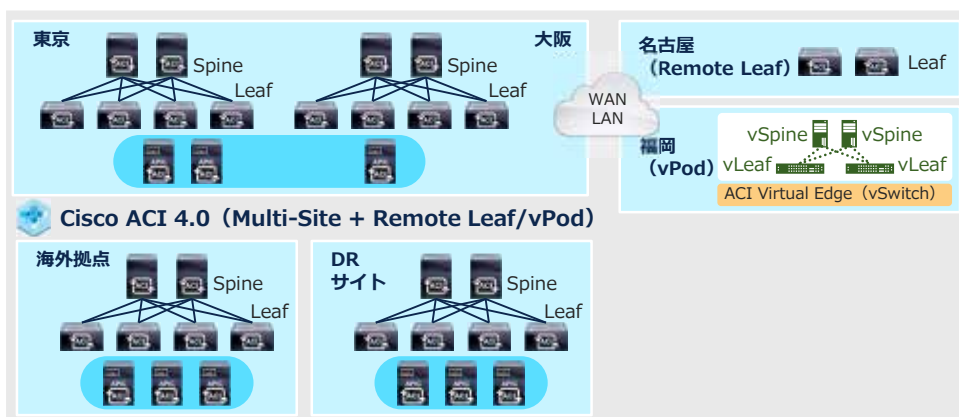 東京
Spine
Leaf
大阪
Spine
Leaf
WAN
LAN
名古屋
（Remote Leaf）
Leaf
福岡
（vPod）
vSpine
vSpine
vLeaf
vLeaf
ACI Virtual Edge（vSwitch）
Cisco ACI 4.0（Multi-Site + Remote Leaf/vPod）
海外拠点
Spine
Leaf
DR
サイト
Spine
Leaf